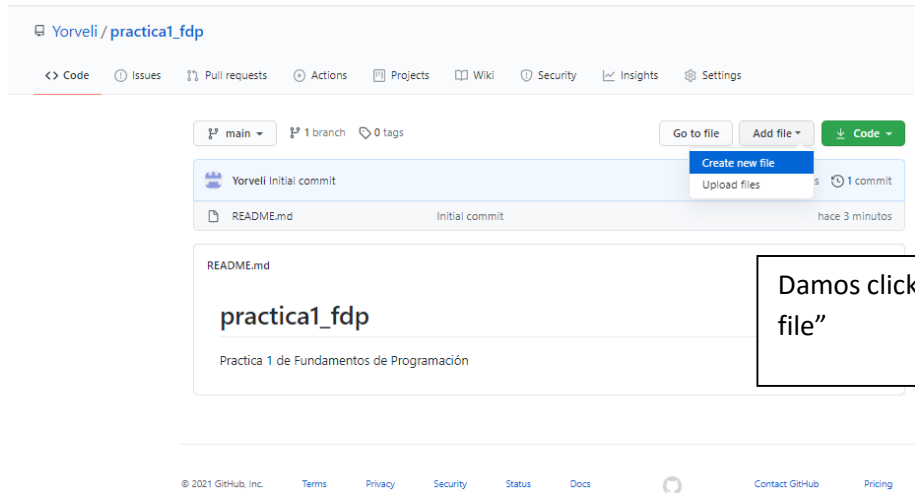 Yorveli / practica1_fdp
<> Code Issues Pull requests Actions Projects Wiki Security Insights Settings
main 1 branch 0 tags Go to file Add file Code
Create new file
Yorveli Initial commit s 1 commit
Upload files
README.md Initial commit hace 3 minutos
README.md
Damos click
file”
practica1_fdp
Practica 1 de Fundamentos de Programación
© 2021 GitHub, Inc. Terms Privacy Security Status Docs Contact GitHub Pricing